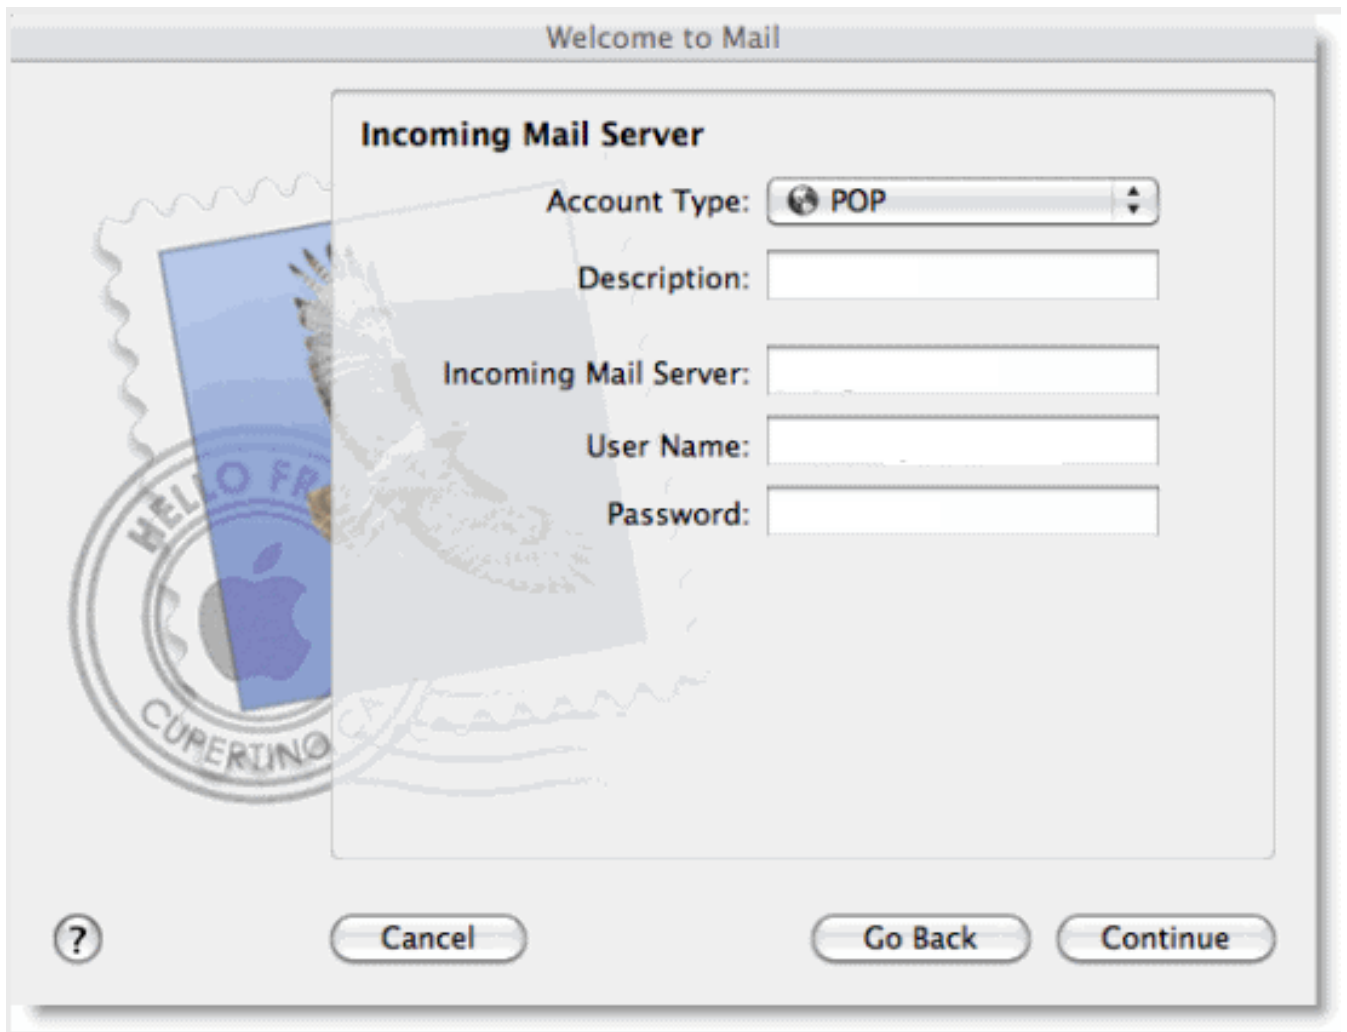 Welcome to Mail
Incoming Mail Server
Account Type: POP
Description:
Incoming Mail Server:
User Name:
Password:
HELLO FR
CUPERTINO CA
? Cancel Go Back Continue